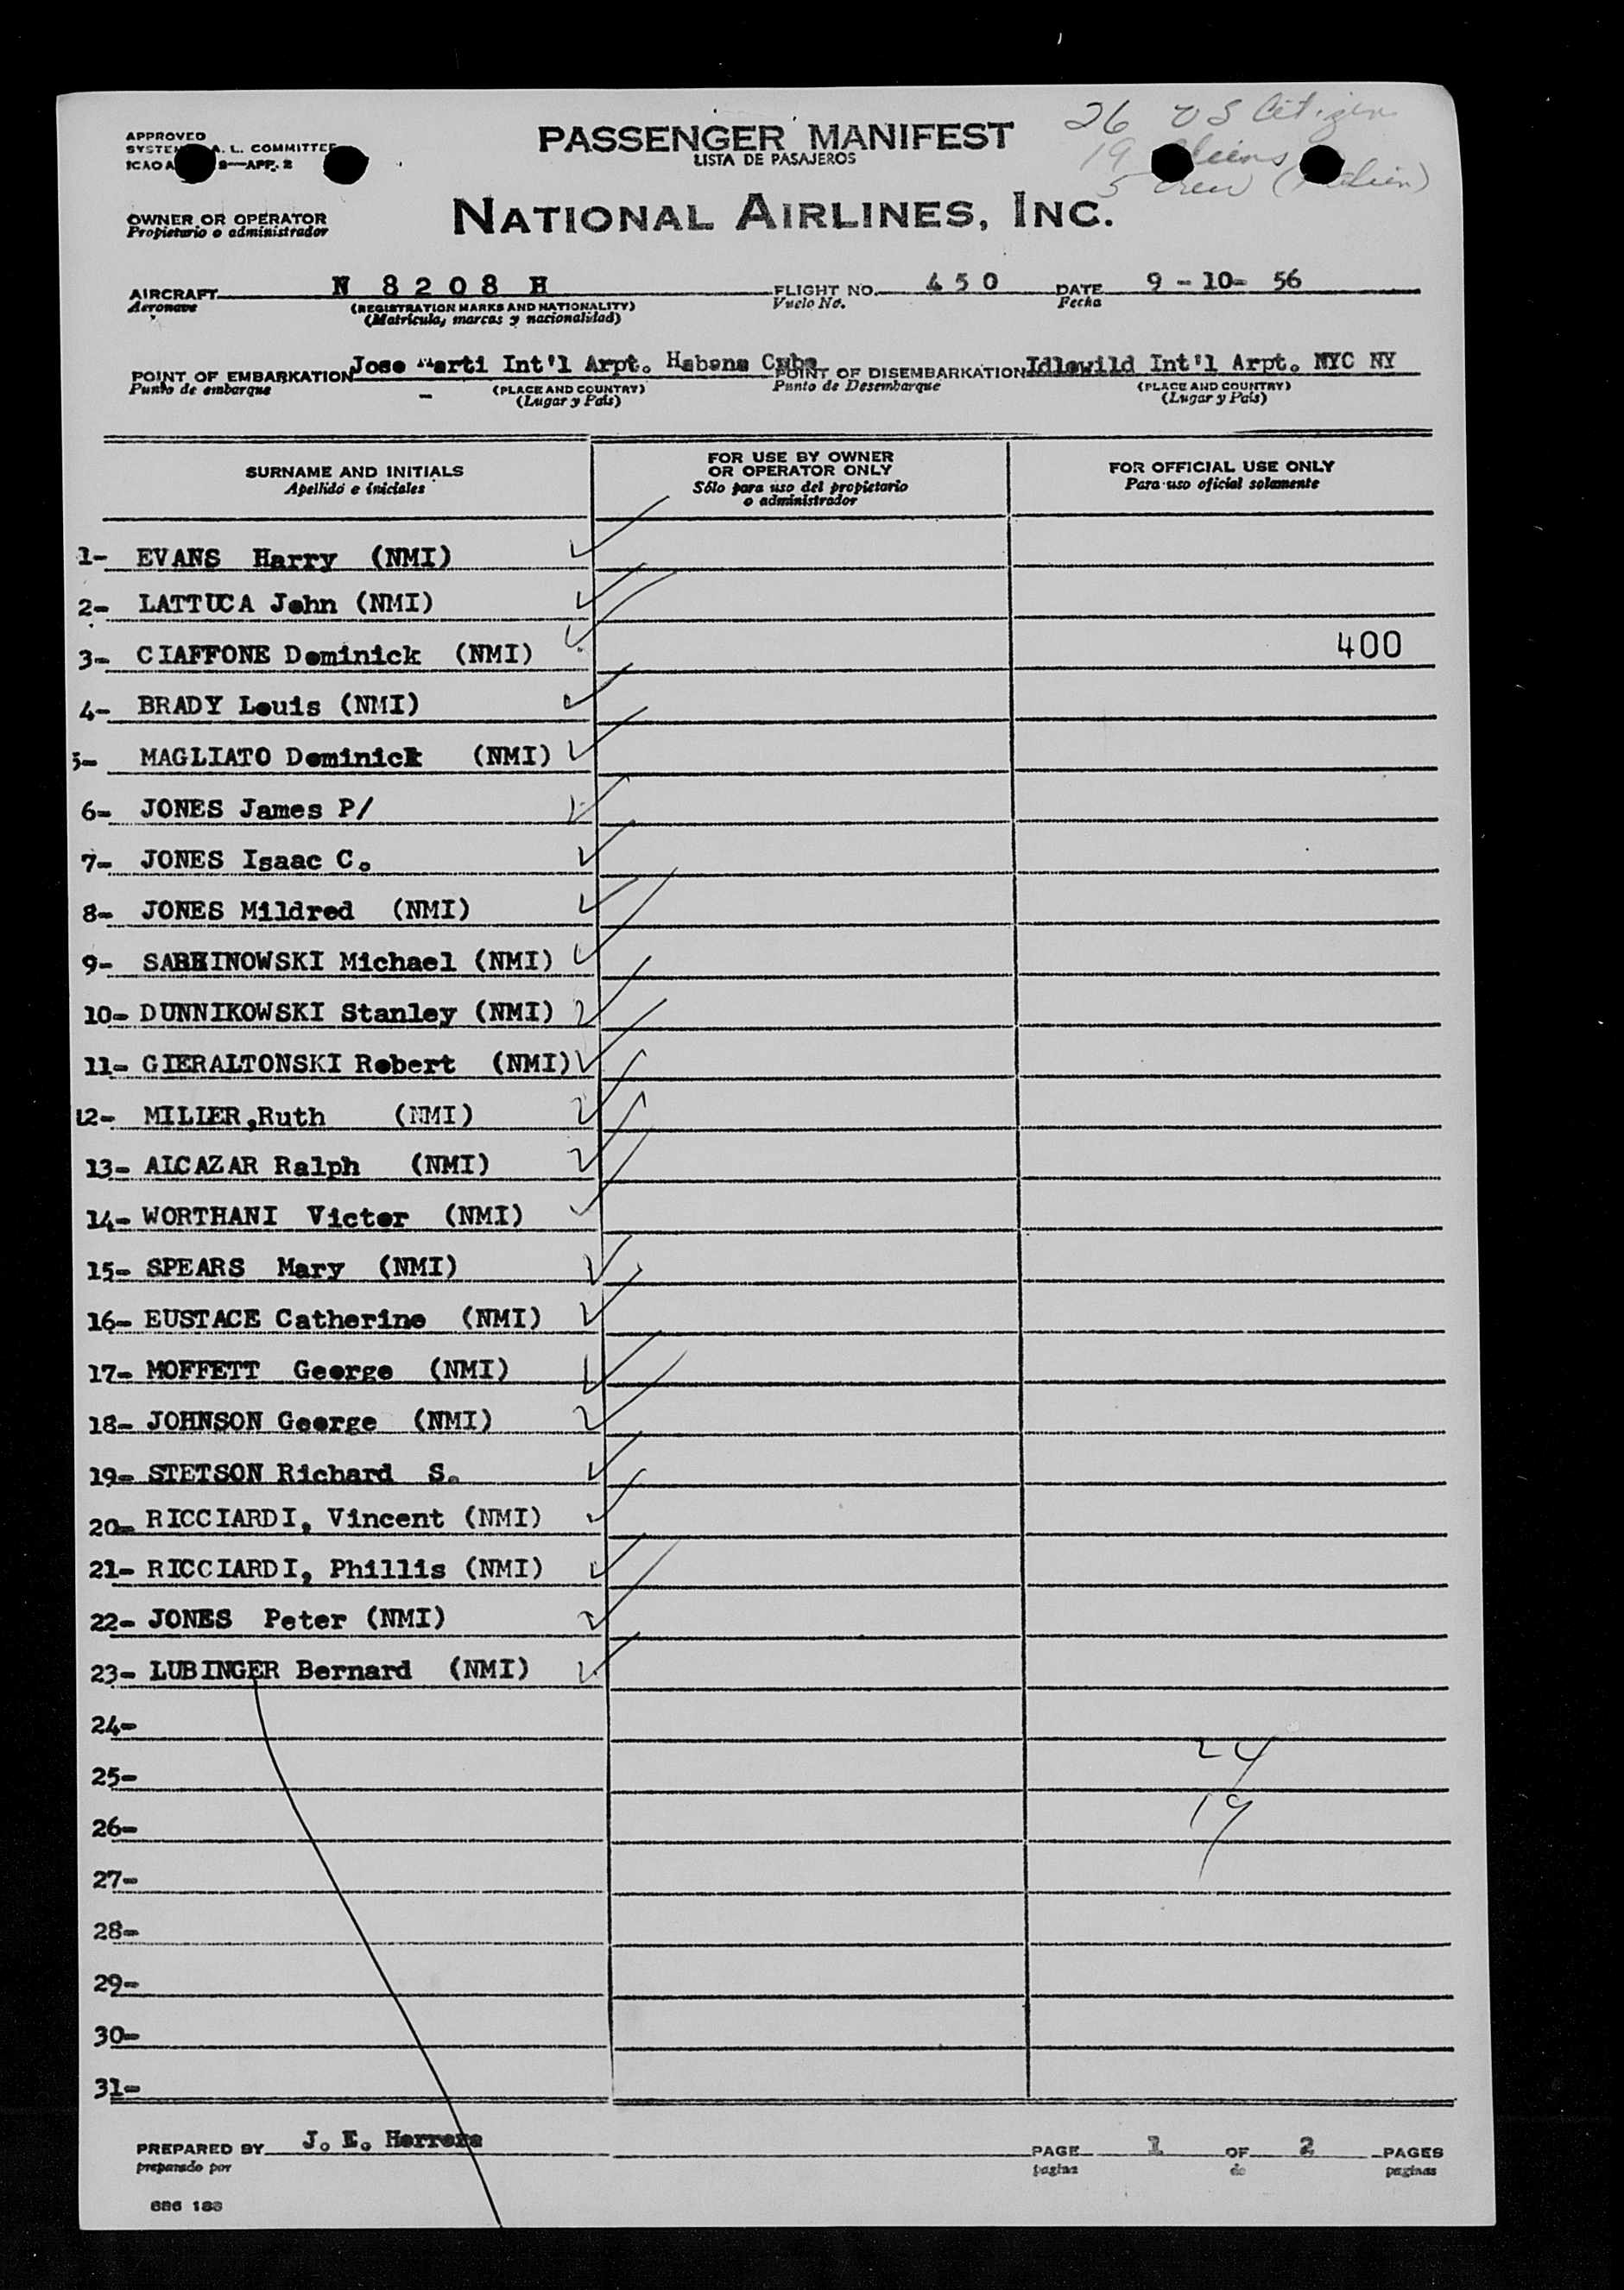 26 US Citizen
19 Aliens
5 Crew
APPROVED
A. L. COMMITTEE
ICAO 9—APP. 2
PASSENGER MANIFEST
LISTA DE PASAJEROS
OWNER OR OPERATOR
Propietario o administrador
NATIONAL AIRLINES, INC.
AIRCRAFT N 8208 H FLIGHT NO. 450 DATE 9-10-56
Aeronave (REGISTRATION MARKS AND NATIONALITY) Vuelo No. Fecha
(Matrícula, marcas y nacionalidad)
POINT OF EMBARKATION Jose Marti Int'l Arpt. Habana Cuba POINT OF DISEMBARKATION Idlewild Int'l Arpt. NYC NY
Punto de embarque (PLACE AND COUNTRY) Punto de Desembarque (PLACE AND COUNTRY)
(Lugar y País) (Lugar y País)
SURNAME AND INITIALS
Apellido e iniciales
FOR USE BY OWNER
OR OPERATOR ONLY
Sólo para uso del propietario
o administrador
FOR OFFICIAL USE ONLY
Para uso oficial solamente
1- EVANS Harry (NMI)
2- LATTUCA John (NMI)
3- CIAFFONE Dominick (NMI) 400
4- BRADY Louis (NMI)
5- MAGLIATO Dominick (NMI)
6- JONES James P/
7- JONES Isaac C.
8- JONES Mildred (NMI)
9- Michael (NMI)
10- DUNNIKOWSKI Stanley (NMI)
11- GIERALTONSKI Robert (NMI)
12- MILLER,Ruth (NMI)
13- ALCAZAR Ralph (NMI)
14- WORTHANI Victor (NMI)
15- SPEARS Mary (NMI)
16- EUSTACE Catherine (NMI)
17- MOFFETT George (NMI)
18- JOHNSON George (NMI)
19- STETSON Richard S.
20- RICCIARDI, Vincent (NMI)
21- RICCIARDI, Phillis (NMI)
22- JONES Peter (NMI)
23- LUBINGER Bernard (NMI)
24- 24
25-
26- 19
27-
28-
29-
30-
31-
PREPARED BY J. E. Herrera PAGE 1 OF 2 PAGES
preparado por pagina de paginas